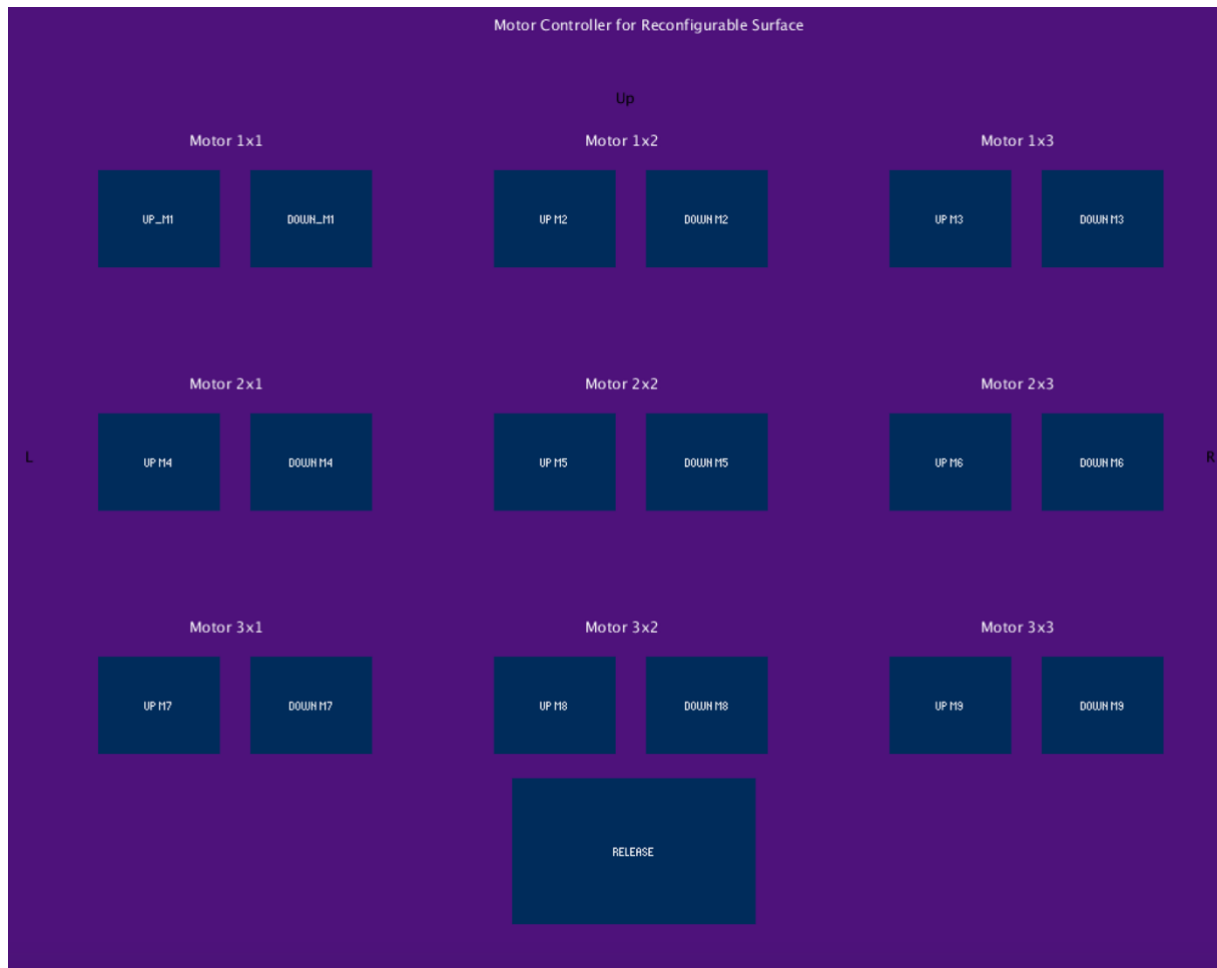 Motor Controller for Reconfigurable Surface
Up
Motor 1x1 Motor 1x2 Motor 1x3
UP_M1 DOWN_M1 UP M2 DOWN M2 UP M3 DOWN M3
Motor 2x1 Motor 2x2 Motor 2x3
L UP M4 DOWN M4 UP M5 DOWN M5 UP M6 DOWN M6 R
Motor 3x1 Motor 3x2 Motor 3x3
UP M7 DOWN M7 UP M8 DOWN M8 UP M9 DOWN M9
RELEASE